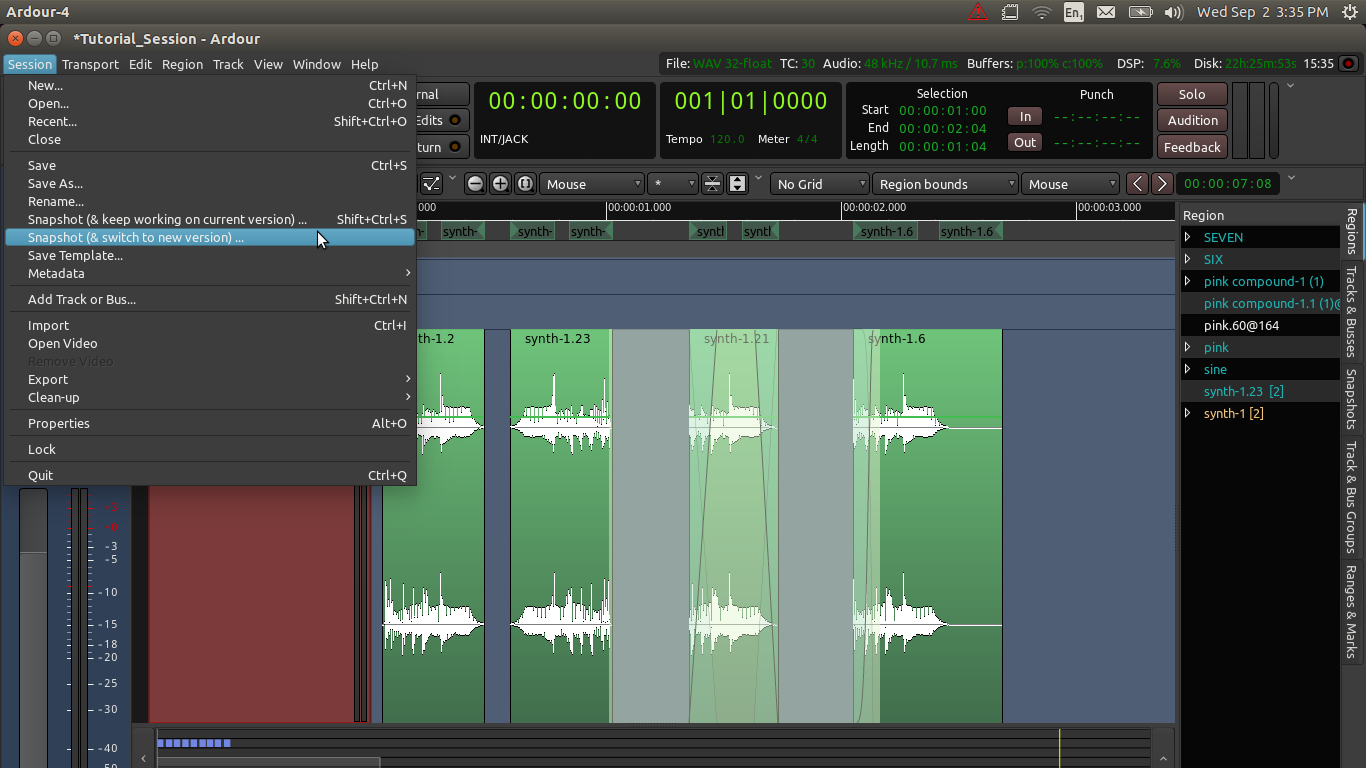 Ardour-4
En1
Wed Sep 2 3:35 PM
*Tutorial_Session - Ardour
Session Transport Edit Region Track View Window Help
File: WAV 32-float TC: 30 Audio: 48 kHz / 10.7 ms Buffers: p:100% c:100% DSP: 7.6% Disk: 22h:25m:53s 15:35
New... Ctrl+N
Open... Ctrl+O
Recent... Shift+Ctrl+O
Close
Save Ctrl+S
Save As...
Rename...
Snapshot (& keep working on current version) ... Shift+Ctrl+S
Snapshot (& switch to new version) ...
Save Template...
Metadata
Add Track or Bus... Shift+Ctrl+N
Import Ctrl+I
Open Video
Remove Video
Export
Clean-up
Properties Alt+O
Lock
Quit Ctrl+Q
rnal
Edits
turn
00:00:00:00
INT/JACK
001|01|0000
Tempo 120.0 Meter 4/4
Selection
Start 00:00:01:00
End 00:00:02:04
Length 00:00:01:04
Punch
In --:--:--:--
Out --:--:--:--
Solo
Audition
Feedback
Mouse
*
No Grid
Region bounds
Mouse
00:00:07:08
000 00:00:01.000 00:00:02.000 00:00:03.000
synth- synth- synth- synth synth synth-1.6 synth-1.6
th-1.2 synth-1.23 synth-1.21 synth-1.6
-3
-0
-3
-5
-10
-15
-18
-20
-25
-30
-40
-50
Region
SEVEN
SIX
pink compound-1 (1)
pink compound-1.1 (1)@
pink.60@164
pink
sine
synth-1.23 [2]
synth-1 [2]
Regions
Tracks & Busses
Snapshots
Track & Bus Groups
Ranges & Marks